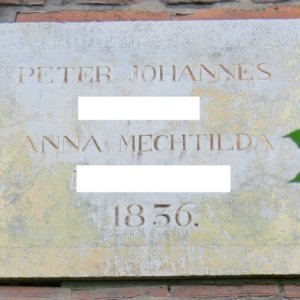 PETER JOHANNES
ANNA MECHTILDA
1836.